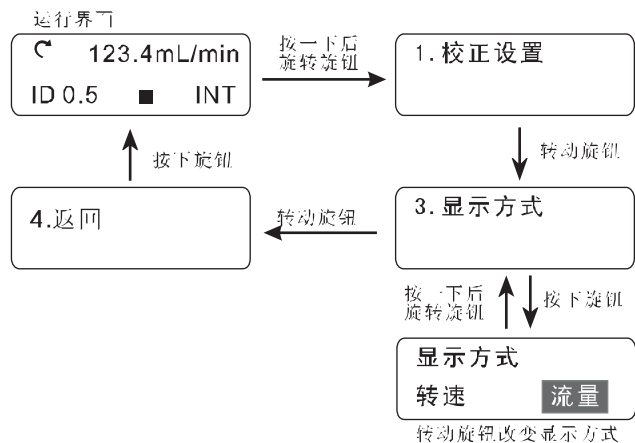 运行界面
123.4mL/min
ID 0.5 ■ INT
按一下后
旋转旋钮
1.校正设置
转动旋钮
3.显示方式
转动旋钮
4.返回
按下旋钮
按一下后
旋转旋钮
按下旋钮
显示方式
转速 流量
转动旋钮改变显示方式